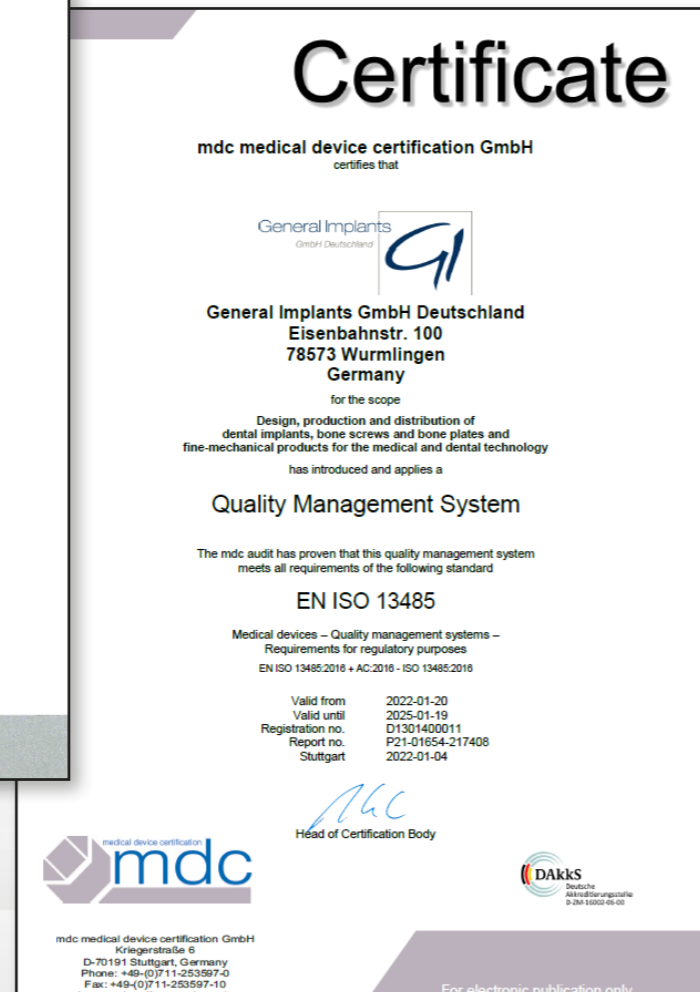 Certificate
mdc medical device certification GmbH
certifies that
General Implants
GmbH Deutschland
GI
General Implants GmbH Deutschland
Eisenbahnstr. 100
78573 Wurmlingen
Germany
for the scope
Design, production and distribution of
dental implants, bone screws and bone plates and
fine-mechanical products for the medical and dental technology
has introduced and applies a
Quality Management System
The mdc audit has proven that this quality management system
meets all requirements of the following standard
EN ISO 13485
Medical devices – Quality management systems –
Requirements for regulatory purposes
EN ISO 13485:2016 + AC:2016 - ISO 13485:2016
Valid from 2022-01-20
Valid until 2025-01-19
Registration no. D1301400011
Report no. P21-01654-217408
Stuttgart 2022-01-04
Head of Certification Body
medical device certification
mdc
DAkkS
Deutsche
Akkreditierungsstelle
D-ZM-16002-06-00
mdc medical device certification GmbH
Kriegerstraße 6
D-70191 Stuttgart, Germany
Phone: +49-(0)711-253597-0
Fax: +49-(0)711-253597-10
For electronic publication only